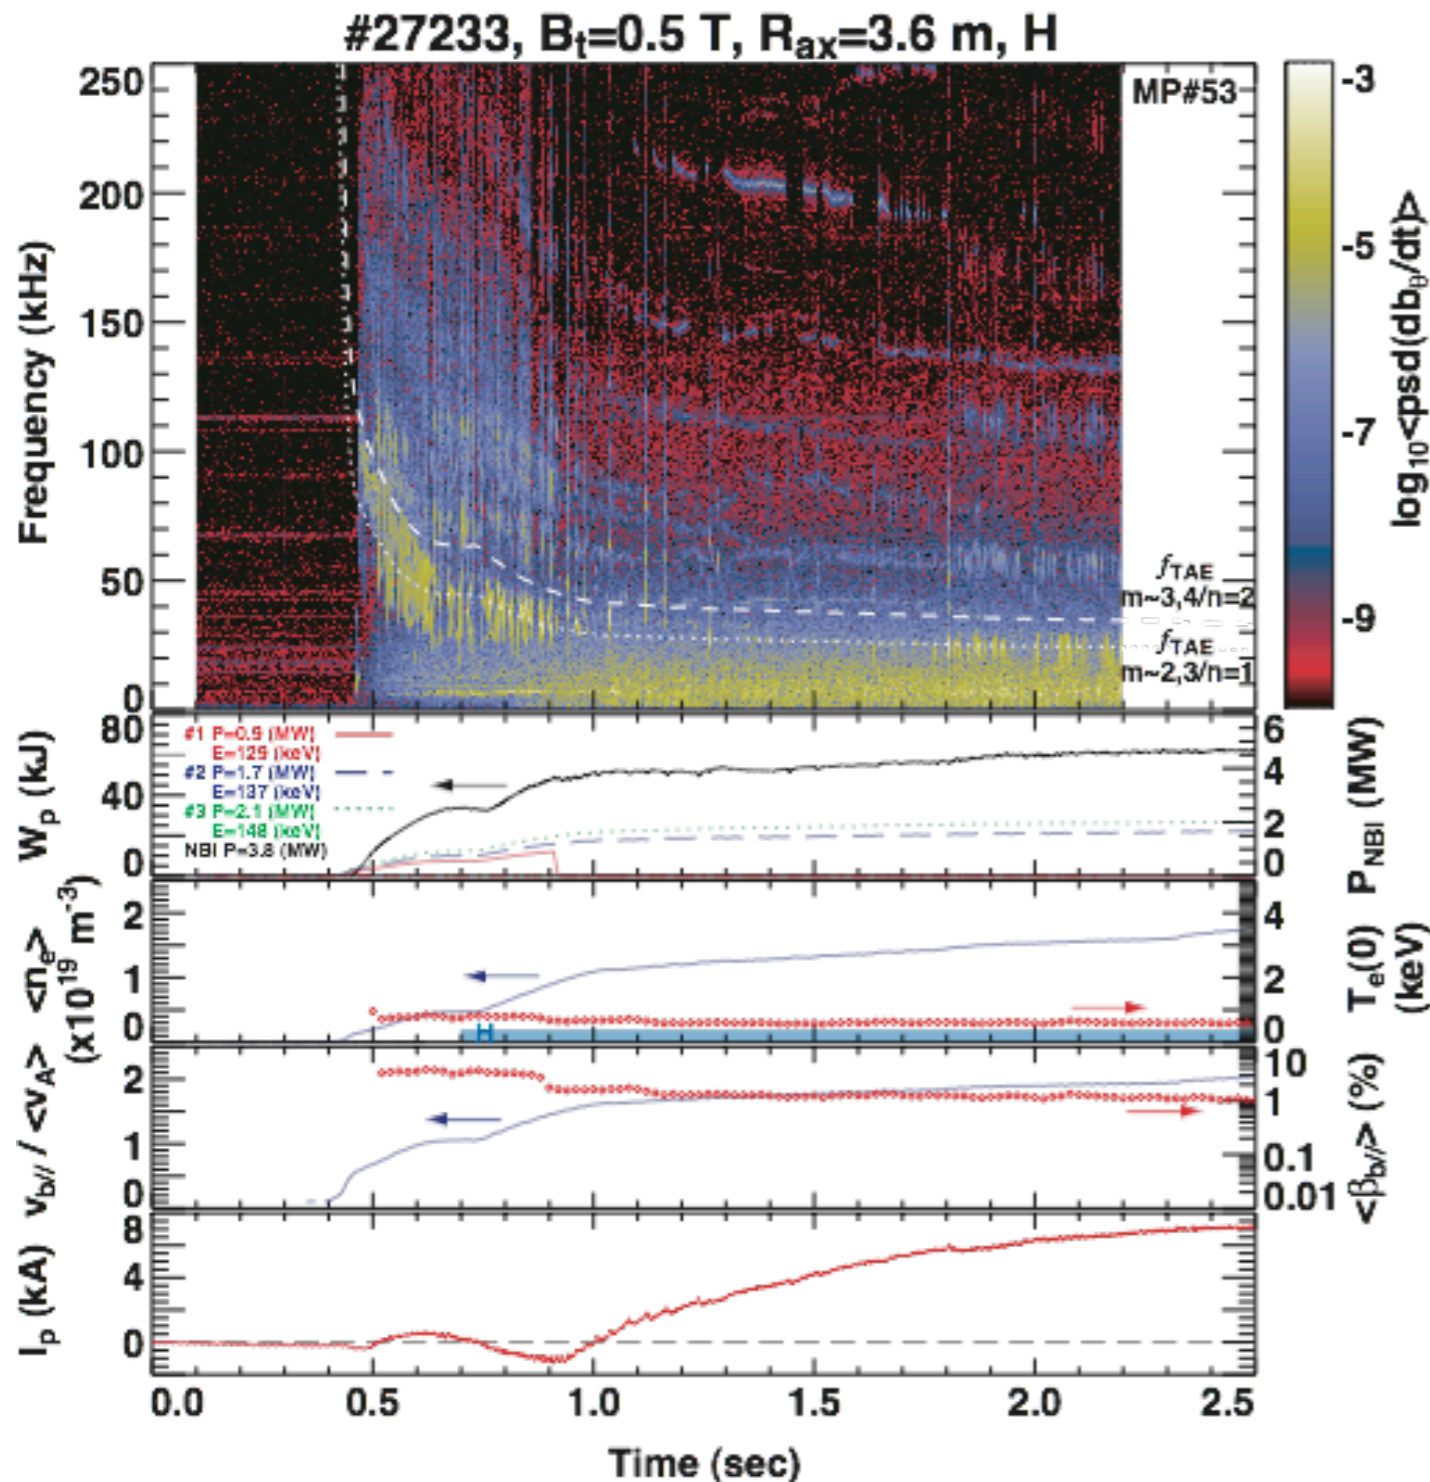 #27233, Bt=0.5 T, Rax=3.6 m, H
MP#53
250
200
150
100
50
0
Frequency (kHz)
fTAE
m~3,4/n=2
fTAE
m~2,3/n=1
-3
-5
-7
-9
log10<psd(dbθ/dt)>
80
40
0
Wp (kJ)
#1 P=0.9 (MW)
E=129 (keV)
#2 P=1.7 (MW)
E=137 (keV)
#3 P=2.1 (MW)
E=148 (keV)
NBI P=3.8 (MW)
6
4
2
0
PNBI (MW)
2
1
0
<ne>
(x10^19 m^-3)
H
4
2
0
Te(0)
(keV)
2
1
0
vb// / <vA>
10
1
0.1
0.01
<βb//> (%)
8
4
0
Ip (kA)
0.0 0.5 1.0 1.5 2.0 2.5
Time (sec)